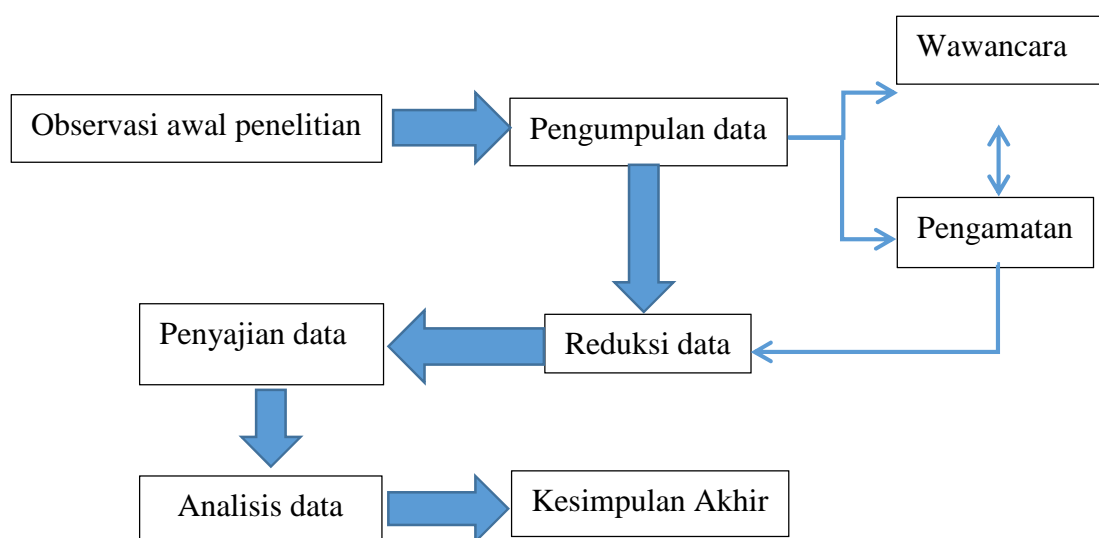 Wawancara
Observasi awal penelitian
Pengumpulan data
Pengamatan
Penyajian data
Reduksi data
Analisis data
Kesimpulan Akhir